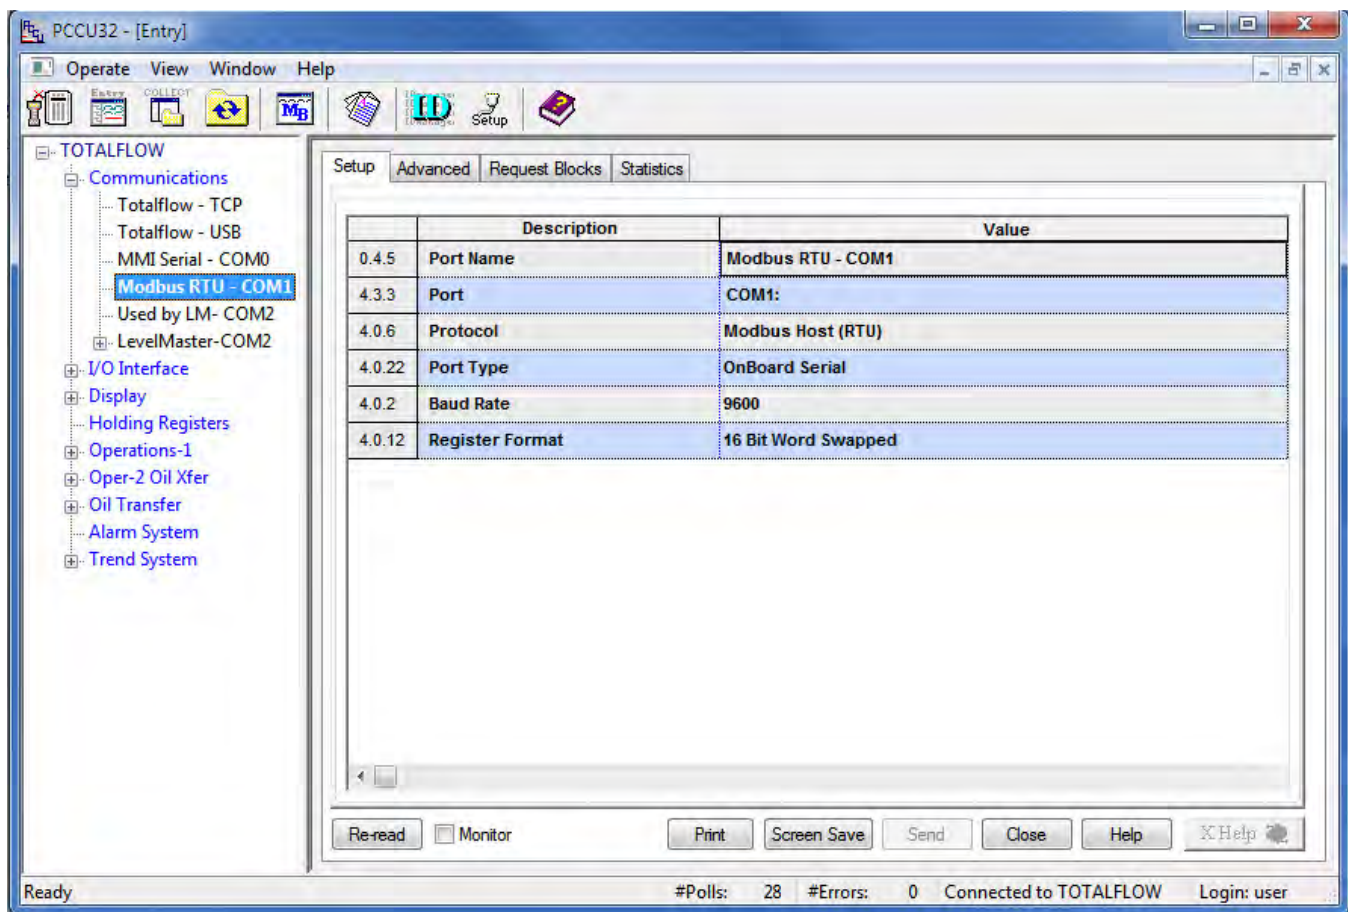 PCCU32 - [Entry]
Operate View Window Help
Entry COLLECT MB ID Setup
TOTALFLOW
Communications
Totalflow - TCP
Totalflow - USB
MMI Serial - COM0
Modbus RTU - COM1
Used by LM- COM2
LevelMaster-COM2
I/O Interface
Display
Holding Registers
Operations-1
Oper-2 Oil Xfer
Oil Transfer
Alarm System
Trend System
Setup Advanced Request Blocks Statistics
Description Value
0.4.5 Port Name Modbus RTU - COM1
4.3.3 Port COM1:
4.0.6 Protocol Modbus Host (RTU)
4.0.22 Port Type OnBoard Serial
4.0.2 Baud Rate 9600
4.0.12 Register Format 16 Bit Word Swapped
Re-read Monitor Print Screen Save Send Close Help X Help
Ready #Polls: 28 #Errors: 0 Connected to TOTALFLOW Login: user